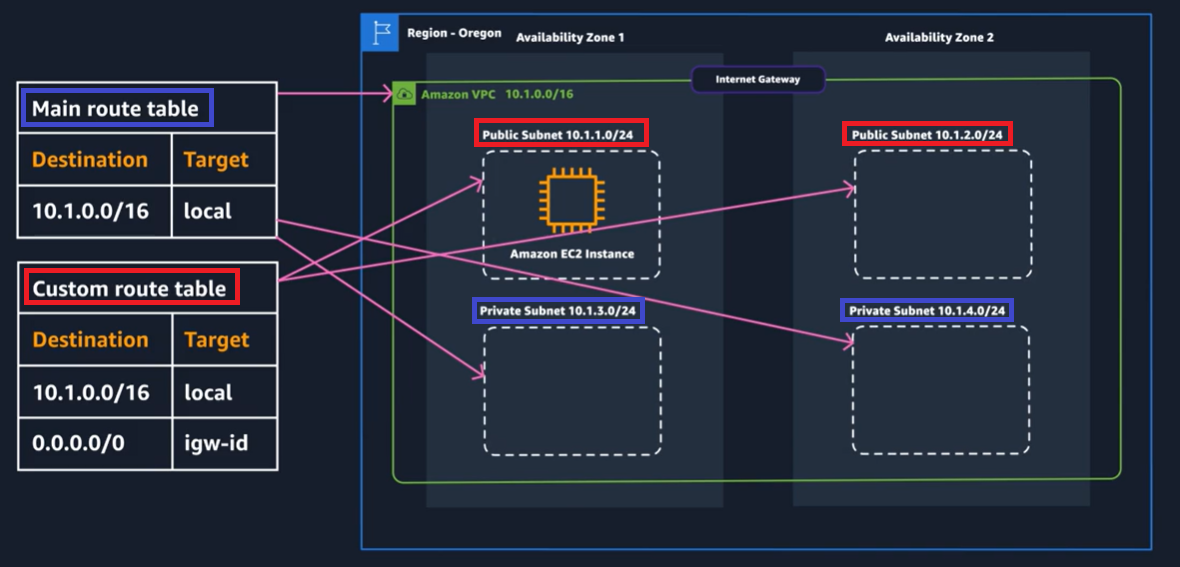 Region - Oregon
Availability Zone 1
Availability Zone 2
Internet Gateway
Amazon VPC 10.1.0.0/16
Main route table
Destination Target
10.1.0.0/16 local
Custom route table
Destination Target
10.1.0.0/16 local
0.0.0.0/0 igw-id
Public Subnet 10.1.1.0/24
Amazon EC2 Instance
Public Subnet 10.1.2.0/24
Private Subnet 10.1.3.0/24
Private Subnet 10.1.4.0/24